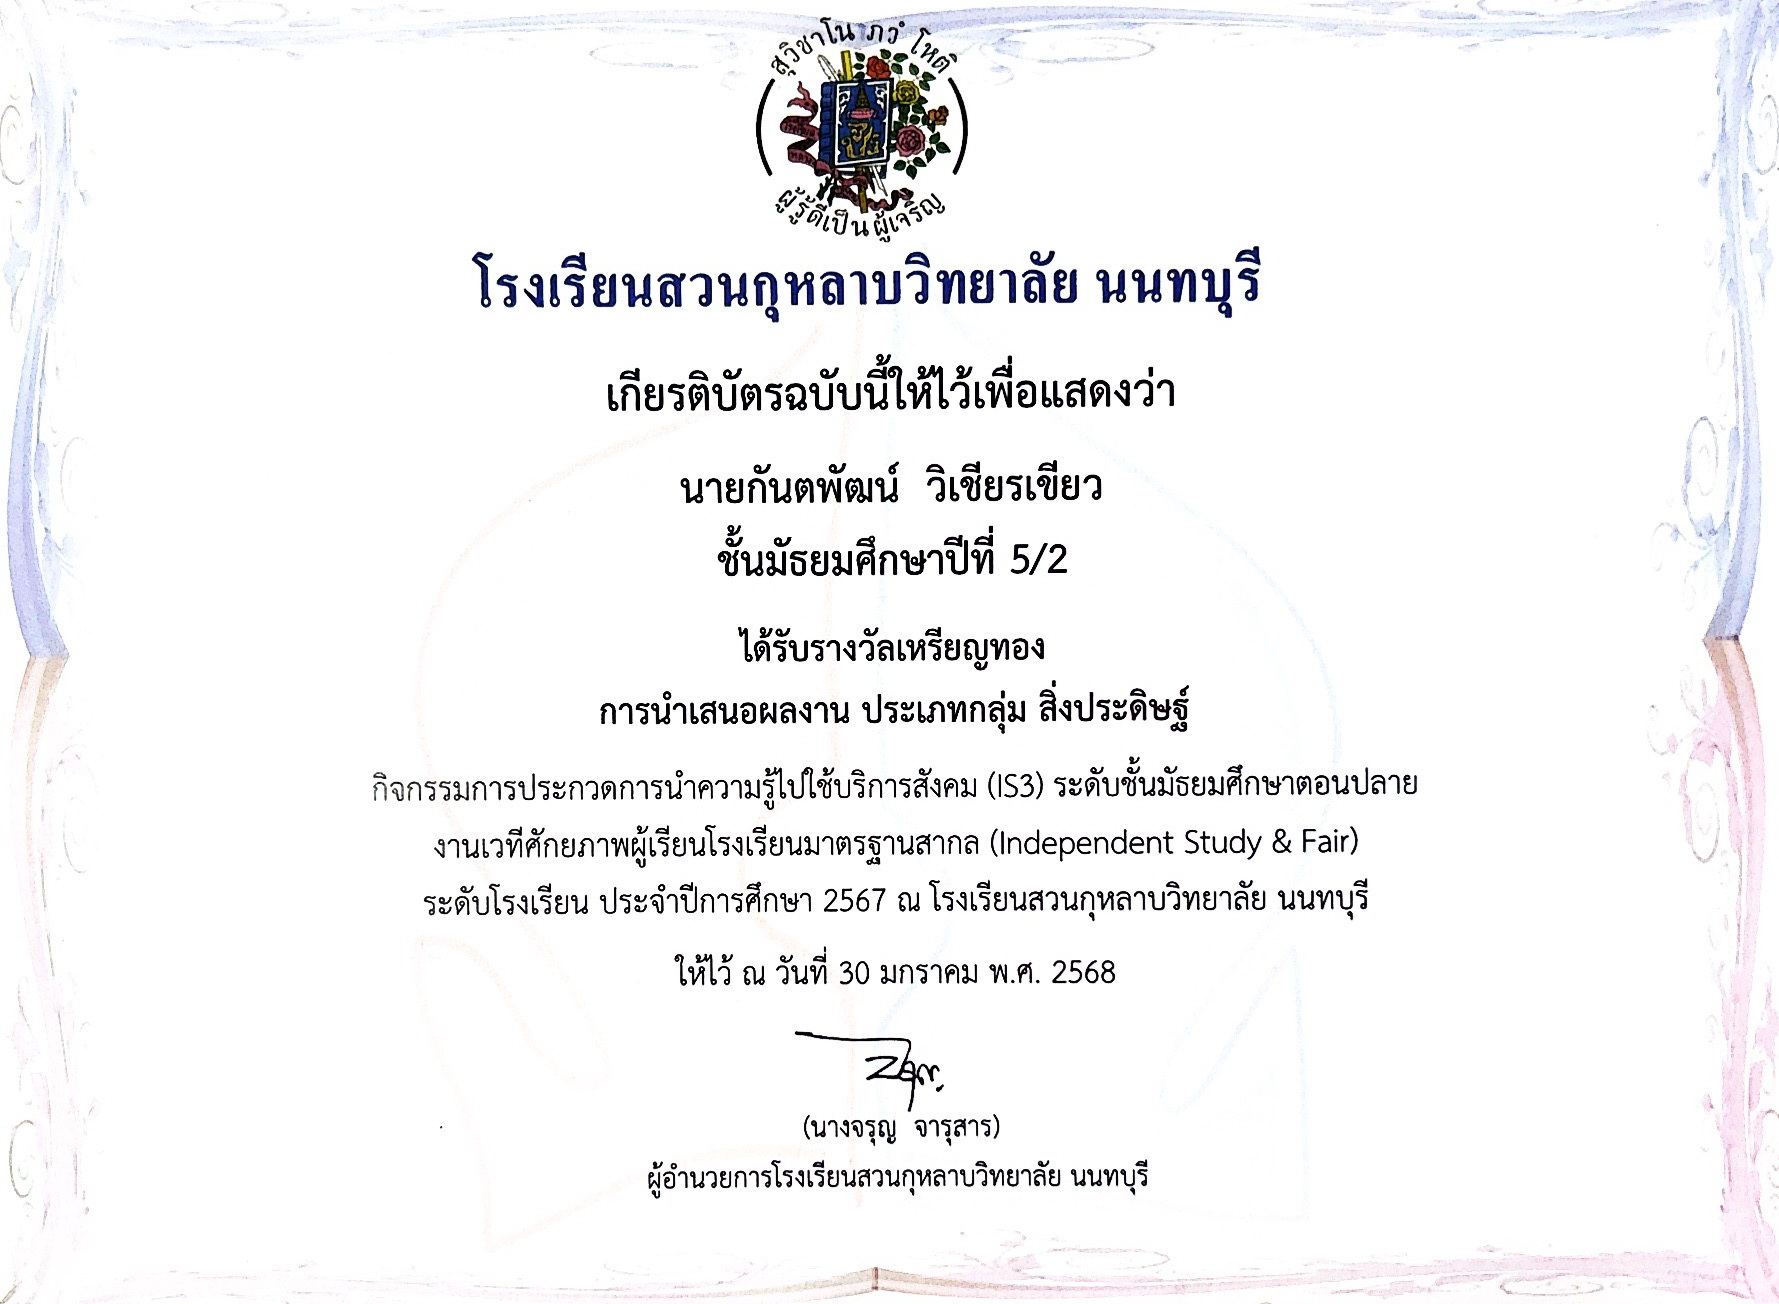 สุวิชาโน ภวํ โหติ
ผู้รู้ดีเป็นผู้เจริญ
โรงเรียนสวนกุหลาบวิทยาลัย นนทบุรี
เกียรติบัตรฉบับนี้ให้ไว้เพื่อแสดงว่า
นายกันตพัฒน์ วิเชียรเขียว
ชั้นมัธยมศึกษาปีที่ 5/2
ได้รับรางวัลเหรียญทอง
การนำเสนอผลงาน ประเภทกลุ่ม สิ่งประดิษฐ์
กิจกรรมการประกวดการนำความรู้ไปใช้บริการสังคม (IS3) ระดับชั้นมัธยมศึกษาตอนปลาย
งานเวทีศักยภาพผู้เรียนโรงเรียนมาตรฐานสากล (Independent Study & Fair)
ระดับโรงเรียน ประจำปีการศึกษา 2567 ณ โรงเรียนสวนกุหลาบวิทยาลัย นนทบุรี
ให้ไว้ ณ วันที่ 30 มกราคม พ.ศ. 2568
(นางจรุญ จารุสาร)
ผู้อำนวยการโรงเรียนสวนกุหลาบวิทยาลัย นนทบุรี